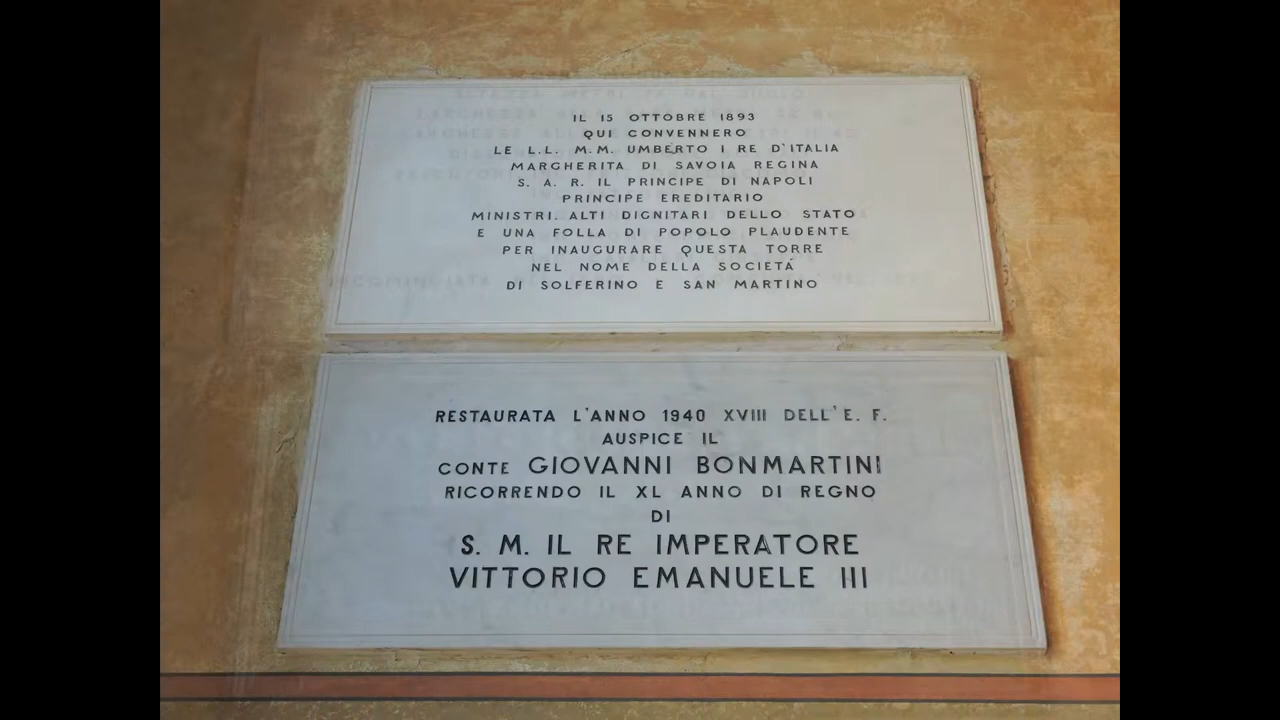 IL 15 OTTOBRE 1893
QUI CONVENNERO
LE L.L. M.M. UMBERTO I RE D'ITALIA
MARGHERITA DI SAVOIA REGINA
S. A. R. IL PRINCIPE DI NAPOLI
PRINCIPE EREDITARIO
MINISTRI. ALTI DIGNITARI DELLO STATO
E UNA FOLLA DI POPOLO PLAUDENTE
PER INAUGURARE QUESTA TORRE
NEL NOME DELLA SOCIETÁ
DI SOLFERINO E SAN MARTINO
RESTAURATA L'ANNO 1940 XVIII DELL'E. F.
AUSPICE IL
CONTE GIOVANNI BONMARTINI
RICORRENDO IL XL ANNO DI REGNO
DI
S. M. IL RE IMPERATORE
VITTORIO EMANUELE III